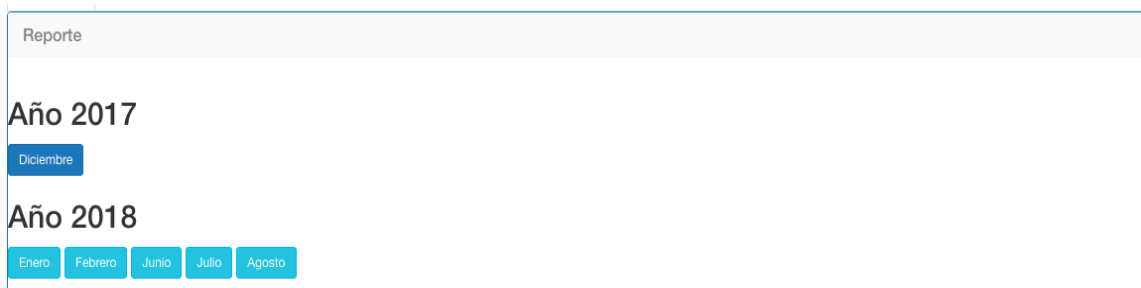 Reporte
Año 2017
Diciembre
Año 2018
Enero Febrero Junio Julio Agosto